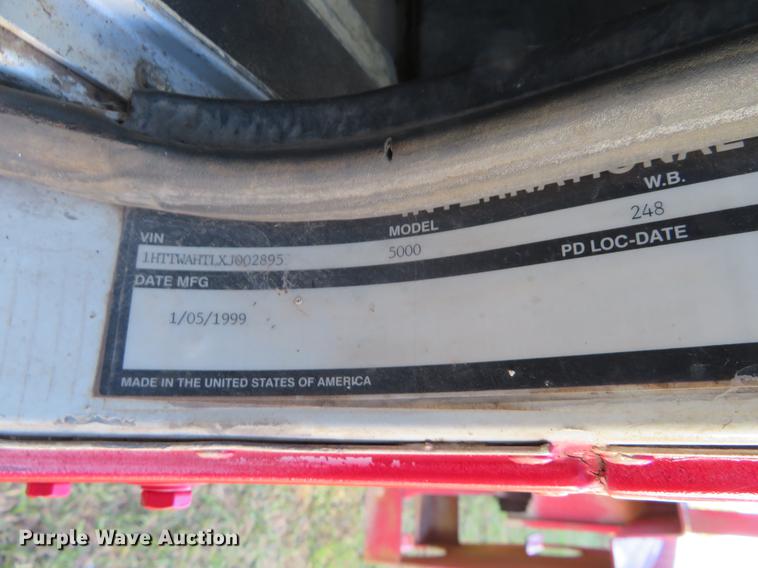 INTERNATIONAL
VIN MODEL W.B.
1HTTWAHTLXJ002895 5000 248
DATE MFG PD LOC-DATE
1/05/1999
MADE IN THE UNITED STATES OF AMERICA
Purple Wave Auction